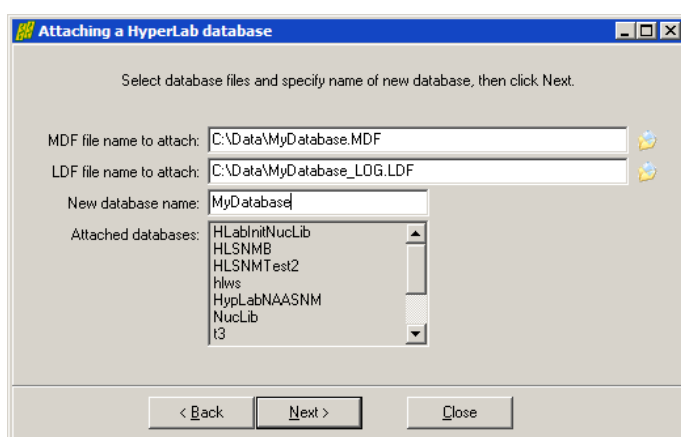 Attaching a HyperLab database
Select database files and specify name of new database, then click Next.
MDF file name to attach: C:\Data\MyDatabase.MDF
LDF file name to attach: C:\Data\MyDatabase_LOG.LDF
New database name: MyDatabase
Attached databases: HLabInitNucLib
HLSNMB
HLSNMTest2
hlws
HypLabNAASNM
NucLib
t3
< Back Next > Close